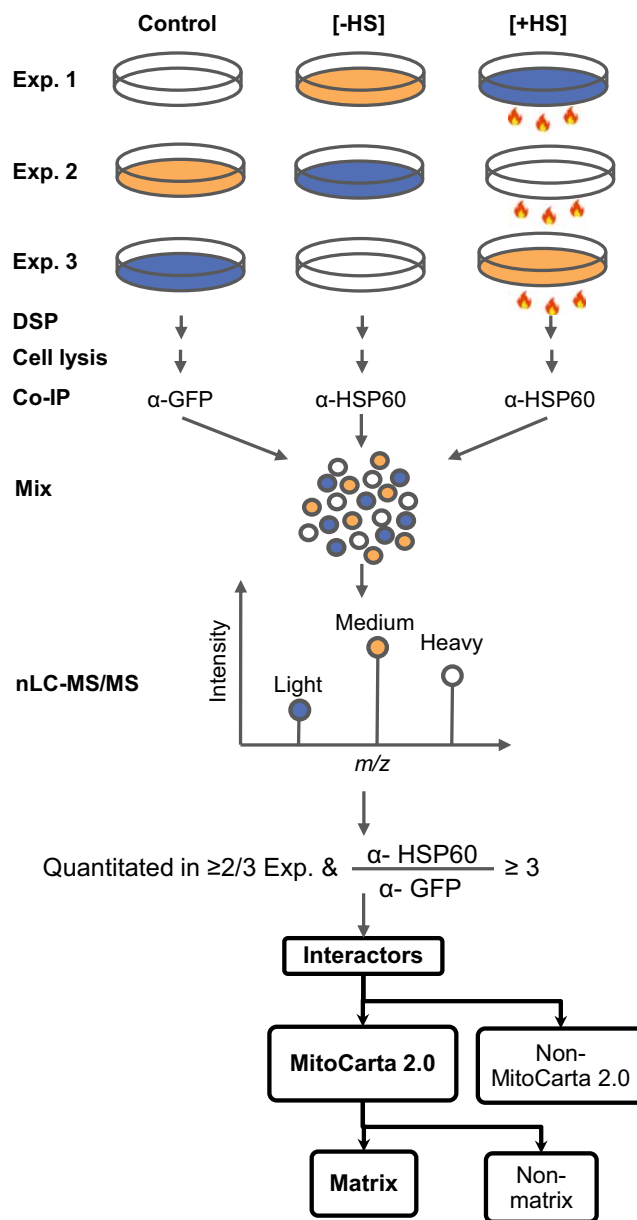 Control [-HS] [+HS]
Exp. 1
Exp. 2
Exp. 3
DSP
Cell lysis
Co-IP α-GFP α-HSP60 α-HSP60
Mix
nLC-MS/MS
Intensity
Light
Medium
Heavy
m/z
Quantitated in ≥2/3 Exp. & α- HSP60 / α- GFP ≥ 3
Interactors
MitoCarta 2.0
Non-
MitoCarta 2.0
Matrix
Non-
matrix